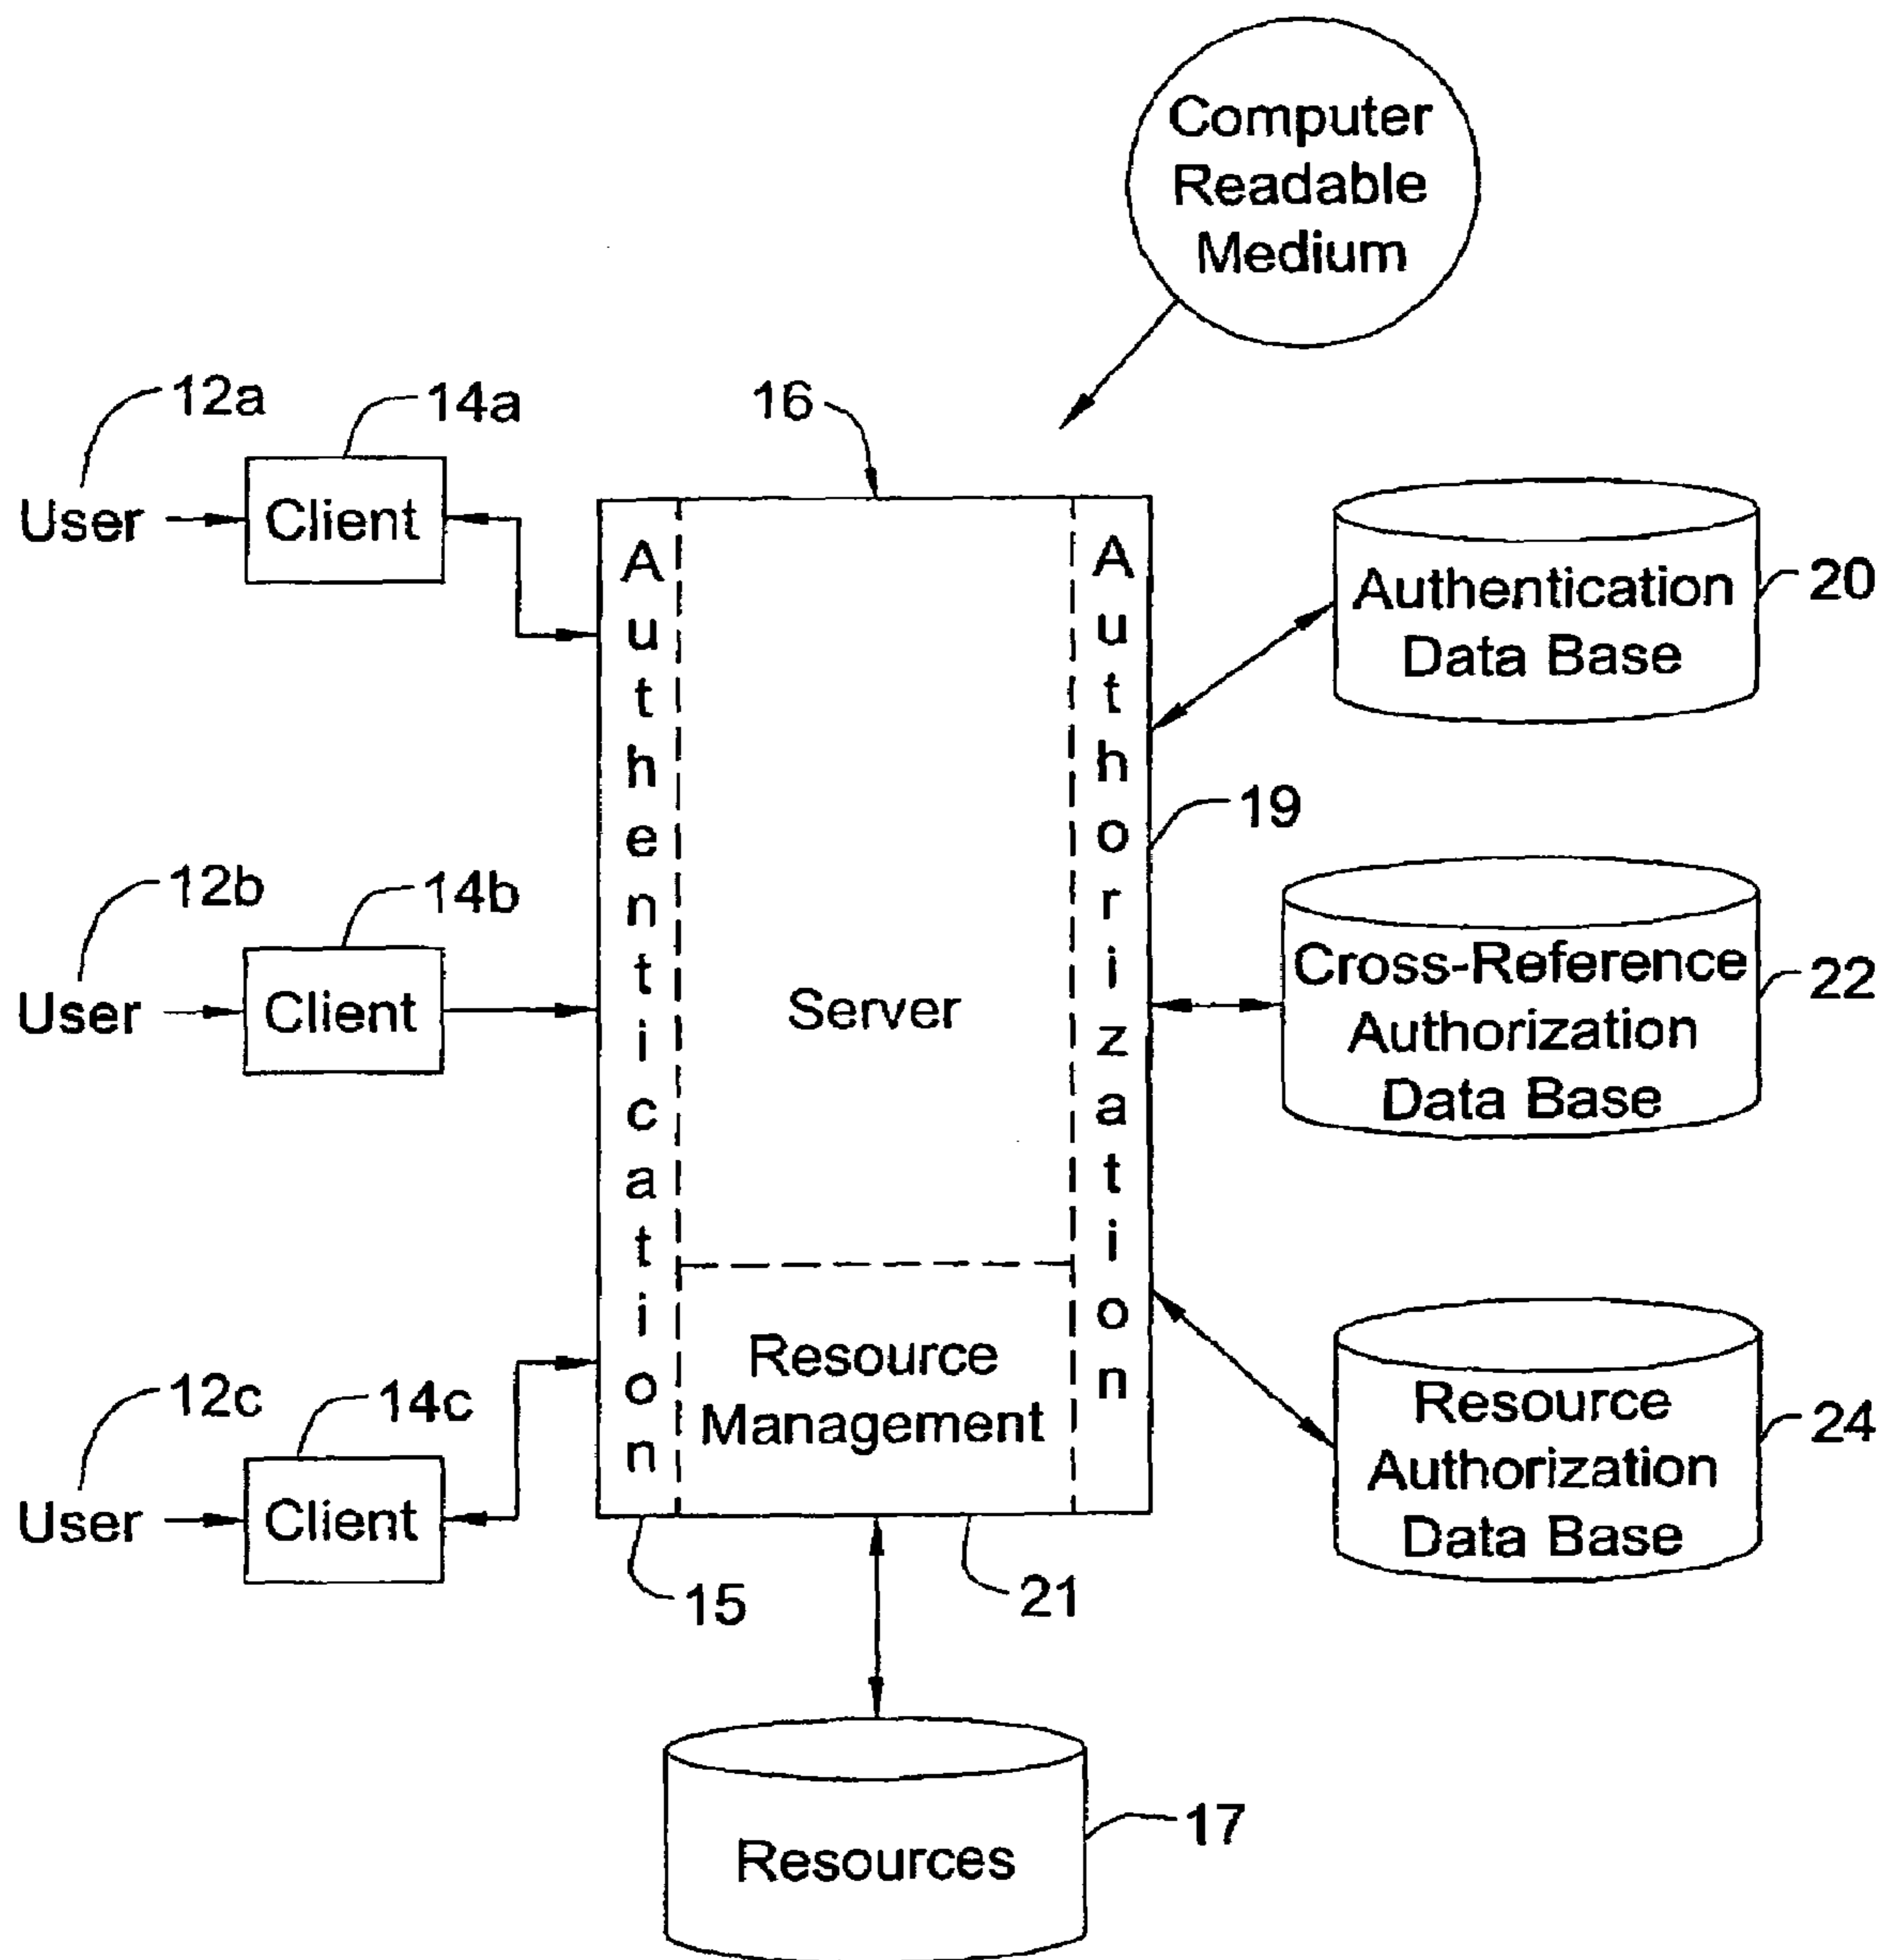 Computer
Readable
Medium
12a
14a
16
User
Client
Authentication
Server
Authorization
Authentication
Data Base
20
19
12b
14b
User
Client
Cross-Reference
Authorization
Data Base
22
12c
14c
User
Client
Resource
Management
Resource
Authorization
Data Base
24
15
21
Resources
17